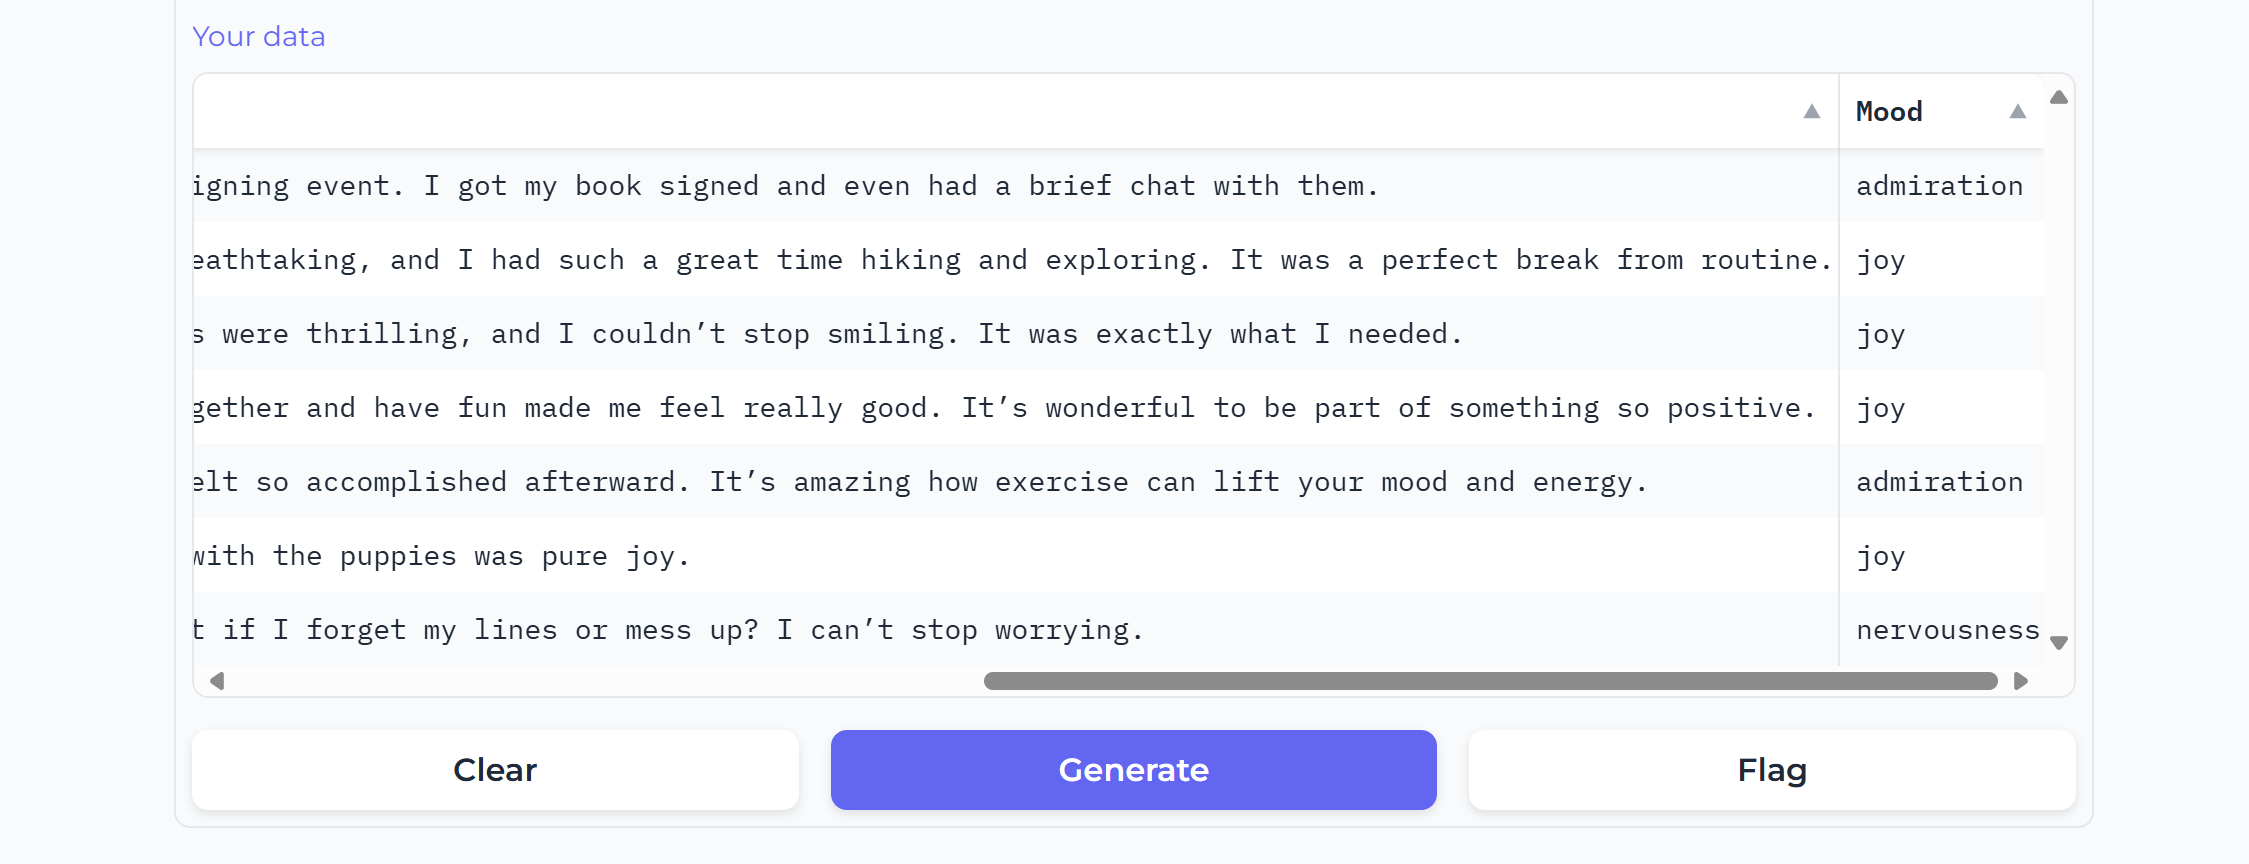 Your data
Mood
igning event. I got my book signed and even had a brief chat with them. admiration
eathtaking, and I had such a great time hiking and exploring. It was a perfect break from routine. joy
s were thrilling, and I couldn’t stop smiling. It was exactly what I needed. joy
gether and have fun made me feel really good. It’s wonderful to be part of something so positive. joy
elt so accomplished afterward. It’s amazing how exercise can lift your mood and energy. admiration
with the puppies was pure joy. joy
t if I forget my lines or mess up? I can’t stop worrying. nervousness
Clear Generate Flag